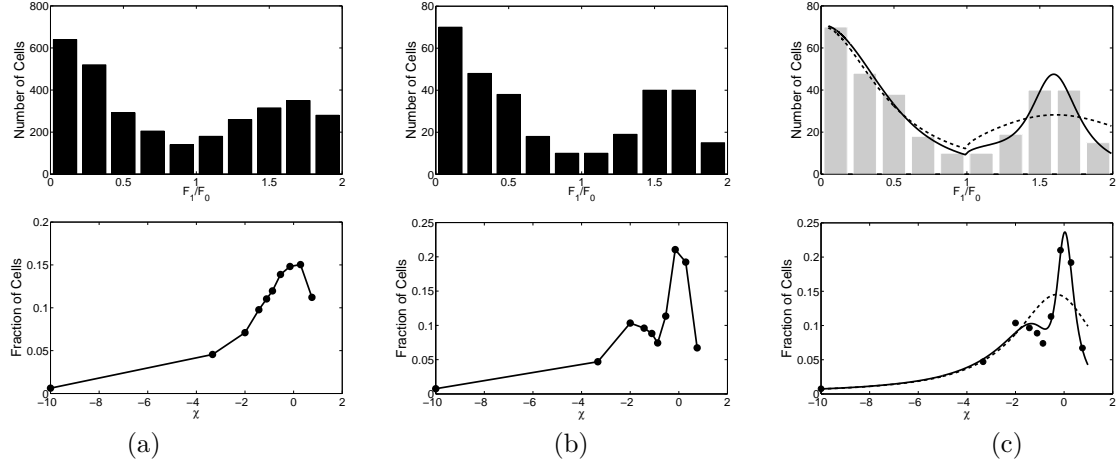 800
600
400
200
0
Number of Cells
0 0.5 1 1.5 2
F1/F0
80
60
40
20
0
Number of Cells
0 0.5 1 1.5 2
F1/F0
80
60
40
20
0
Number of Cells
0 0.5 1 1.5 2
F1/F0
0.2
0.15
0.1
0.05
0
Fraction of Cells
−10 −8 −6 −4 −2 0 2
χ
0.25
0.2
0.15
0.1
0.05
0
Fraction of Cells
−10 −8 −6 −4 −2 0 2
χ
0.25
0.2
0.15
0.1
0.05
0
Fraction of Cells
−10 −8 −6 −4 −2 0 2
χ
(a) (b) (c)